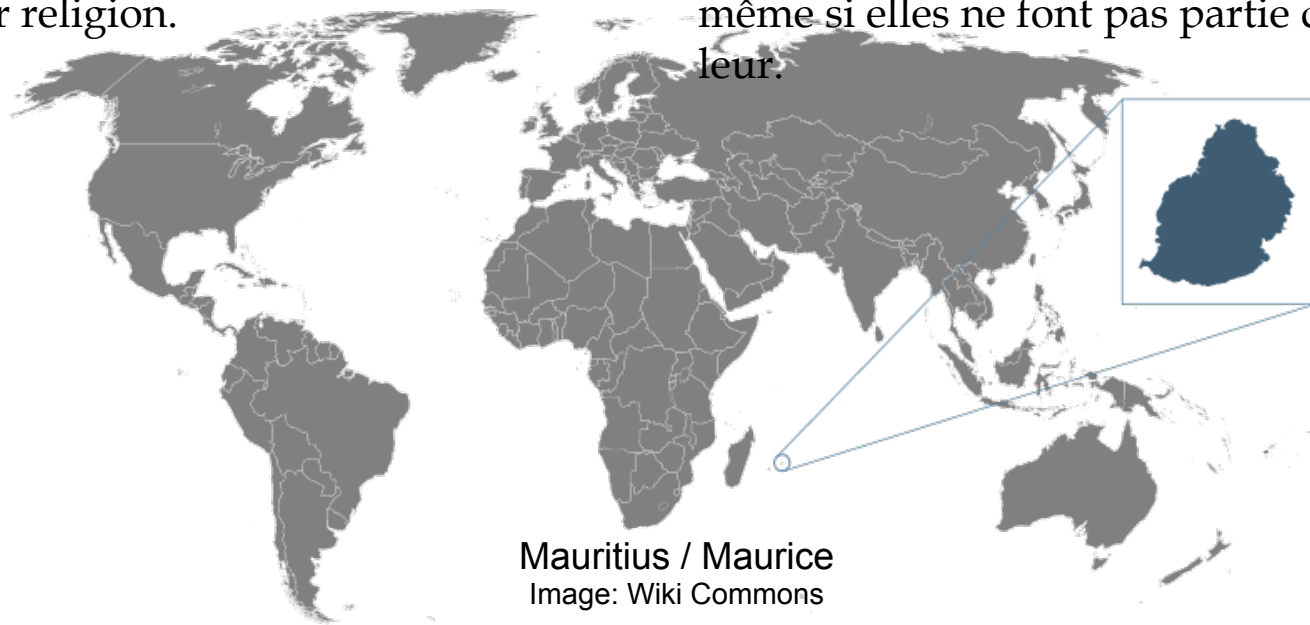 r religion.
même si elles ne font pas partie
leur.
Mauritius / Maurice
Image: Wiki Commons